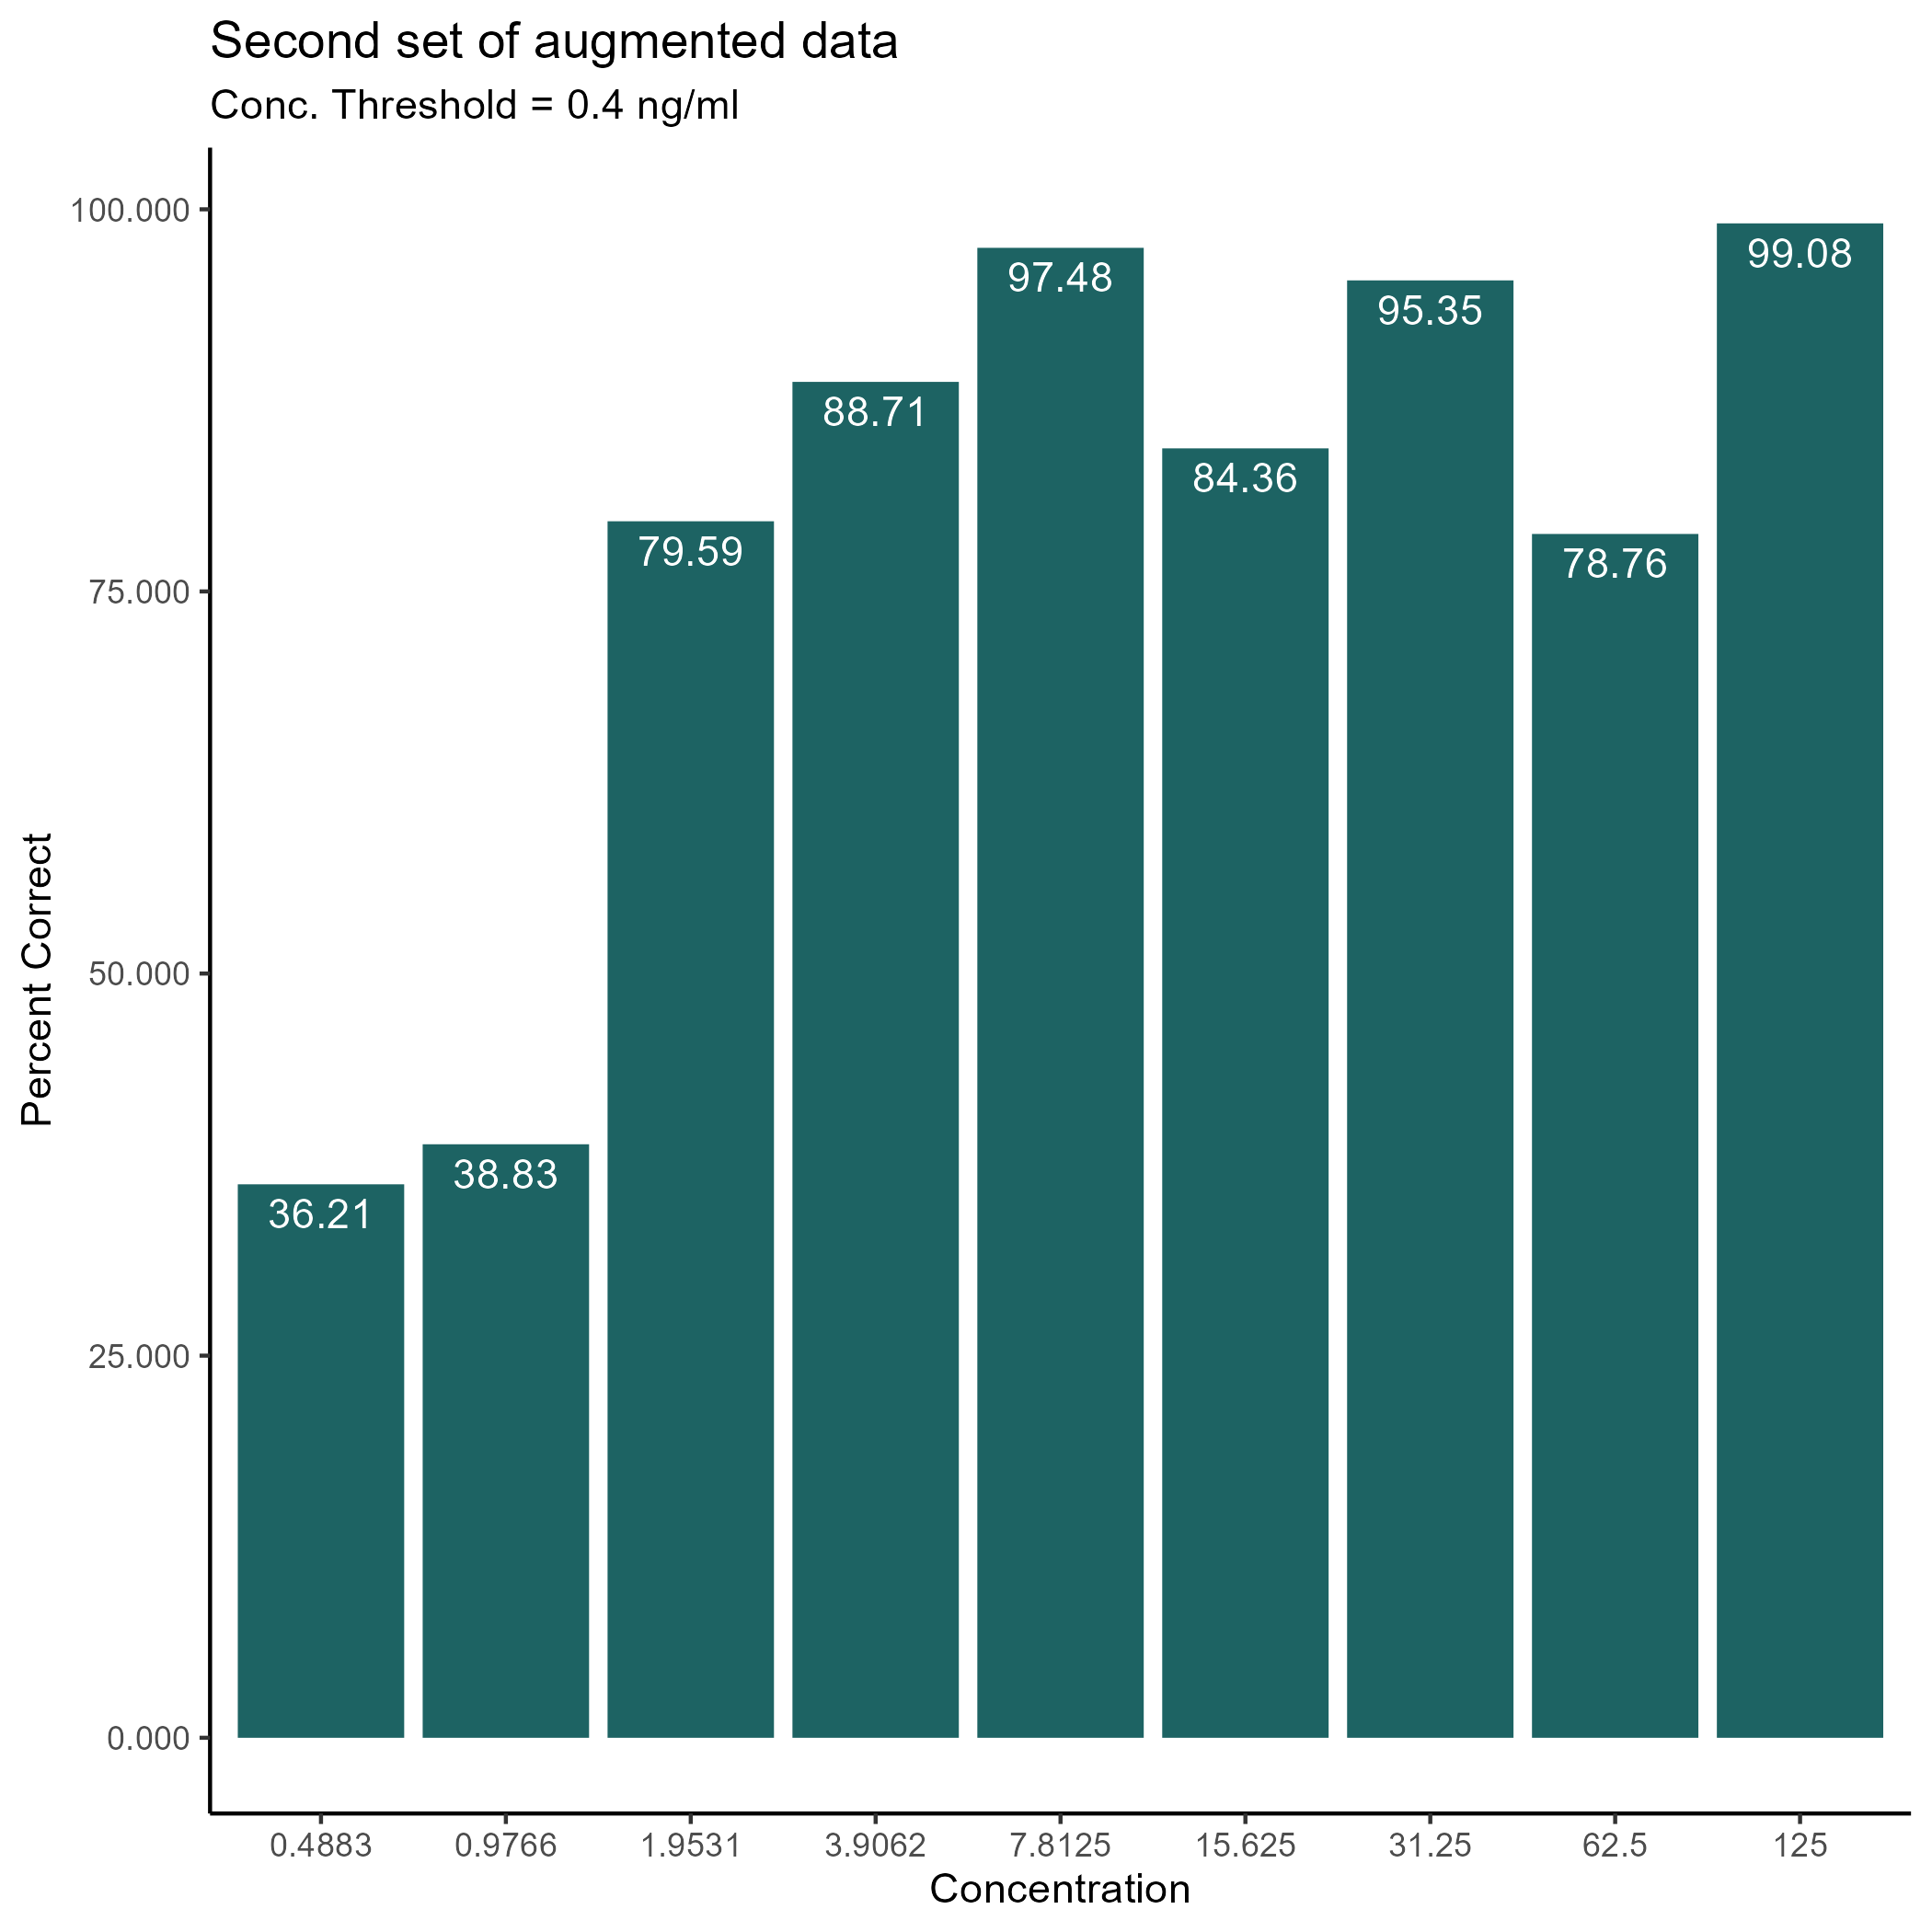 Second set of augmented data
Conc. Threshold = 0.4 ng/ml
100.000
75.000
50.000
25.000
0.000
Percent Correct
36.21
38.83
79.59
88.71
97.48
84.36
95.35
78.76
99.08
0.4883 0.9766 1.9531 3.9062 7.8125 15.625 31.25 62.5 125
Concentration